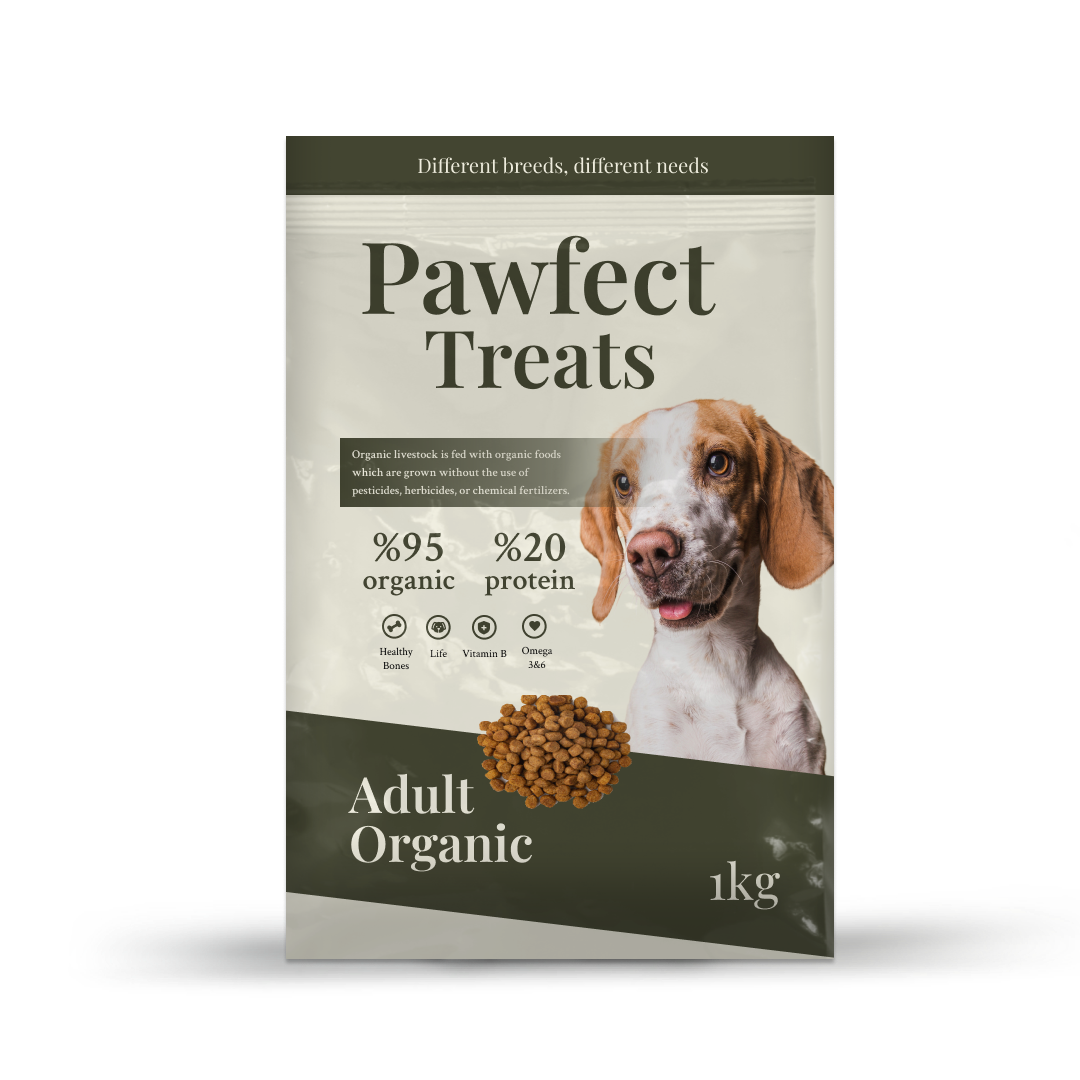 Different breeds, different needs
Pawfect
Treats
Organic livestock is fed with organic foods
which are grown without the use of
pesticides, herbicides, or chemical fertilizers.
%95 %20
organic protein
Healthy Life Vitamin B Omega
Bones 3&6
Adult
Organic
1kg